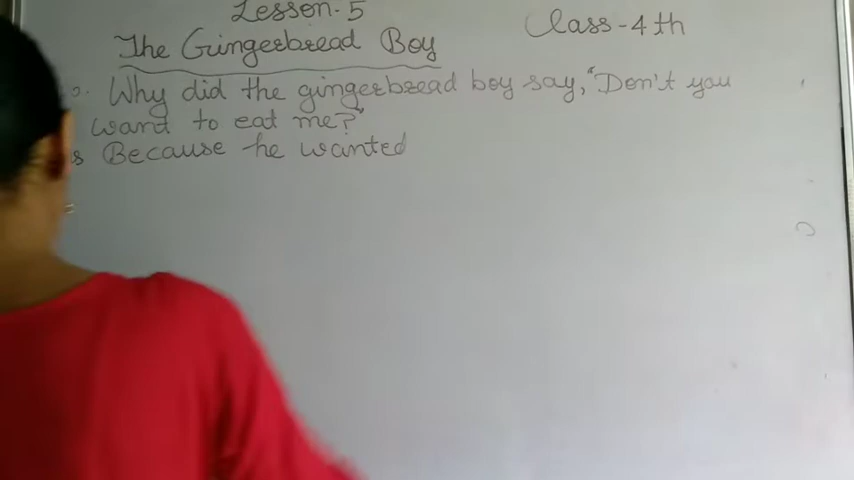 Lesson-5
Class-4th
The Gingerbread Boy
Why did the gingerbread boy say, "Don't you
want to eat me?"
Because he wanted